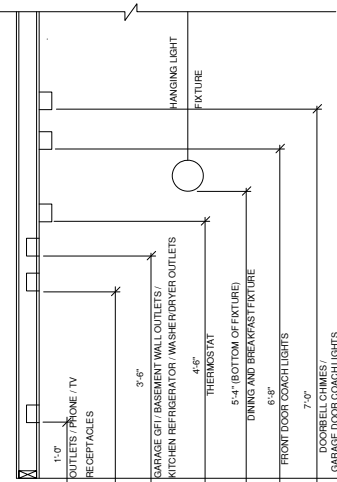 HANGING LIGHT
FIXTURE
1'-0"
OUTLETS / PHONE / TV
RECEPTACLES
3'-6"
GARAGE GFI / BASEMENT WALL OUTLETS /
KITCHEN REFRIGERATOR / WASHER/DRYER OUTLETS
4'-6"
THERMOSTAT
5'-4" (BOTTOM OF FIXTURE)
DINING AND BREAKFAST FIXTURE
6'-8"
FRONT DOOR COACH LIGHTS
7'-0"
DOORBELL CHIMES /
GARAGE DOOR COACH LIGHTS